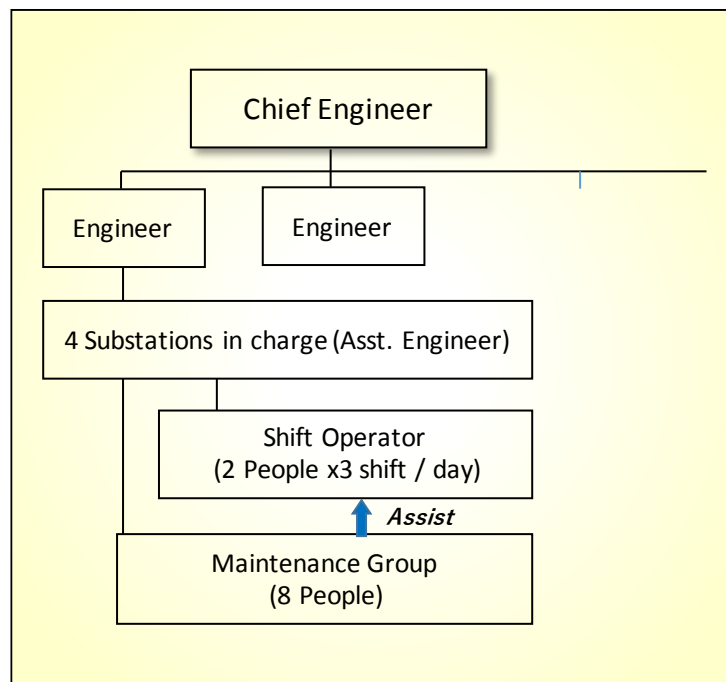 Chief Engineer
Engineer
Engineer
4 Substations in charge (Asst. Engineer)
Shift Operator
(2 People x3 shift / day)
Assist
Maintenance Group
(8 People)